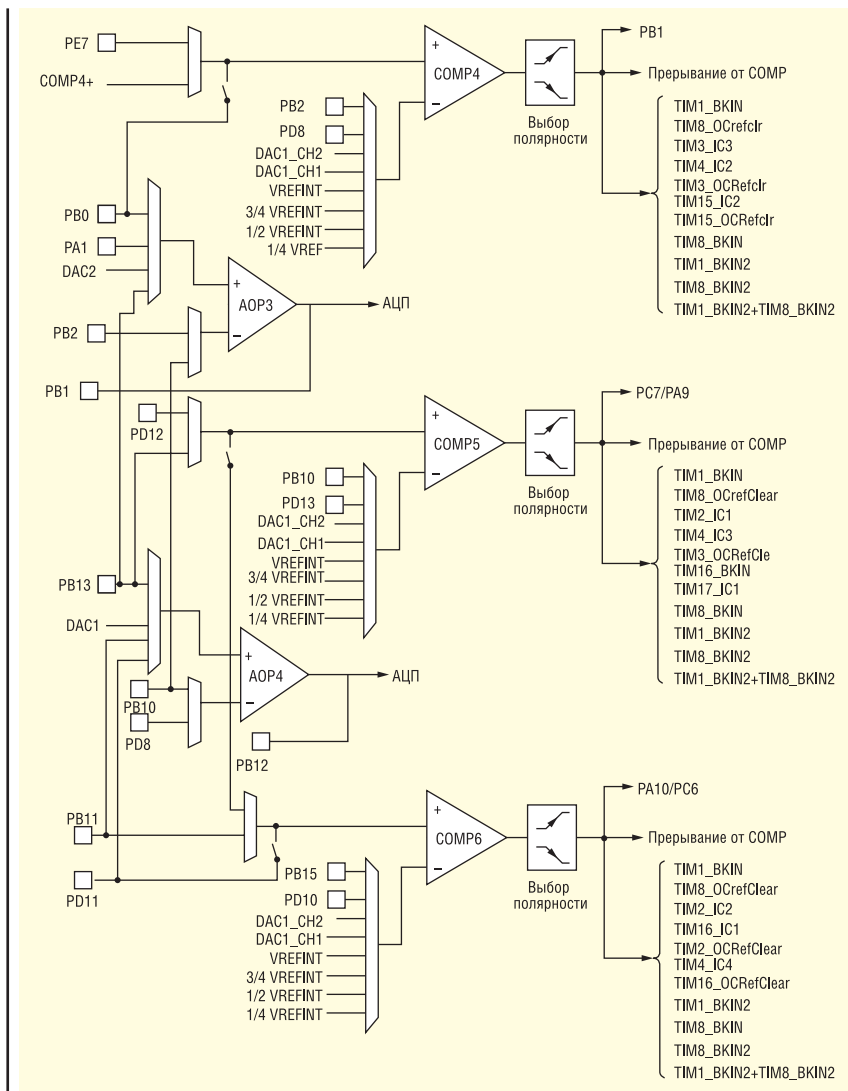 PE7
COMP4+
+
COMP4
–
PB2
PD8
DAC1_CH2
DAC1_CH1
VREFINT
3/4 VREFINT
1/2 VREFINT
1/4 VREF
Выбор
полярности
PB1
Прерывание от COMP
TIM1_BKIN
TIM8_OCrefclr
TIM3_IC3
TIM4_IC2
TIM3_OCRefclr
TIM15_IC2
TIM15_OCRefclr
TIM8_BKIN
TIM1_BKIN2
TIM8_BKIN2
TIM1_BKIN2+TIM8_BKIN2
PB0
PA1
DAC2
+
AOP3
–
АЦП
PB2
PB1
PD12
+
COMP5
–
PB10
PD13
DAC1_CH2
DAC1_CH1
VREFINT
3/4 VREFINT
1/2 VREFINT
1/4 VREFINT
Выбор
полярности
PC7/PA9
Прерывание от COMP
TIM1_BKIN
TIM8_OCrefClear
TIM2_IC1
TIM4_IC3
TIM3_OCRefCle
TIM16_BKIN
TIM17_IC1
TIM8_BKIN
TIM1_BKIN2
TIM8_BKIN2
TIM1_BKIN2+TIM8_BKIN2
PB13
DAC1
+
AOP4
–
АЦП
PB10
PD8
PB12
PB11
PD11
+
COMP6
–
PB15
PD10
DAC1_CH2
DAC1_CH1
VREFINT
3/4 VREFINT
1/2 VREFINT
1/4 VREFINT
Выбор
полярности
PA10/PC6
Прерывание от COMP
TIM1_BKIN
TIM8_OCrefClear
TIM2_IC2
TIM16_IC1
TIM2_OCRefClear
TIM4_IC4
TIM16_OCRefClear
TIM1_BKIN2
TIM8_BKIN
TIM8_BKIN2
TIM1_BKIN2+TIM8_BKIN2